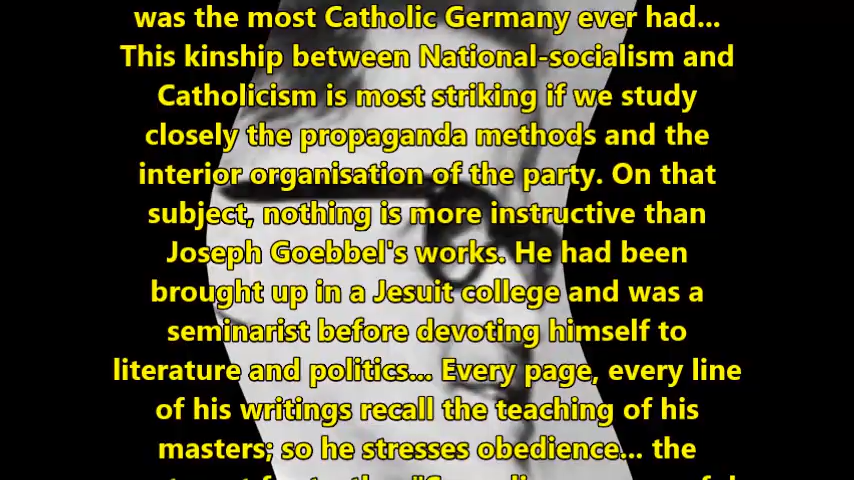 was the most Catholic Germany ever had...
This kinship between National-socialism and
Catholicism is most striking if we study
closely the propaganda methods and the
interior organisation of the party. On that
subject, nothing is more instructive than
Joseph Goebbel's works. He had been
brought up in a Jesuit college and was a
seminarist before devoting himself to
literature and politics... Every page, every line
of his writings recall the teaching of his
masters; so he stresses obedience... the